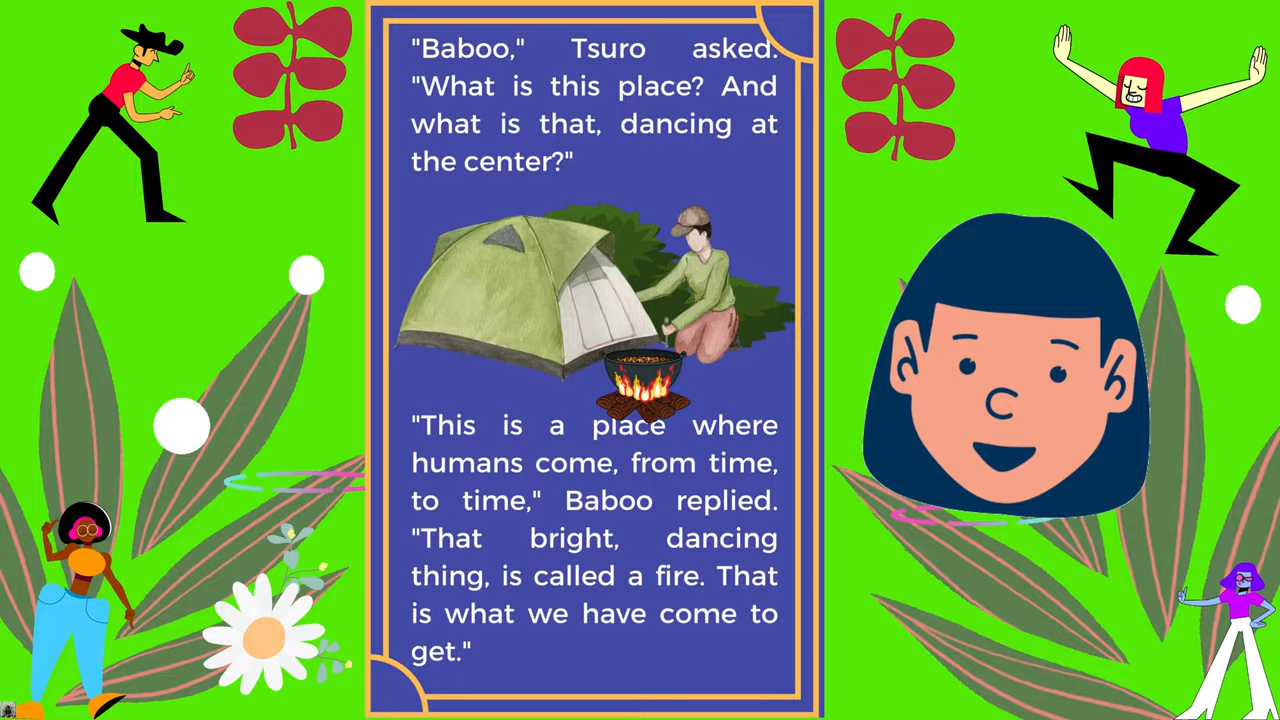 "Baboo," Tsuro asked.
"What is this place? And
what is that, dancing at
the center?"
"This is a place where
humans come, from time,
to time," Baboo replied.
"That bright, dancing
thing, is called a fire. That
is what we have come to
get."